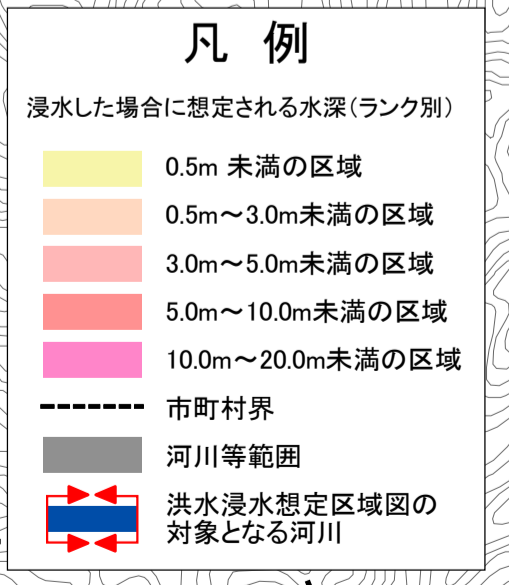 凡 例
浸水した場合に想定される水深(ランク別)
0.5m 未満の区域
0.5m～3.0m未満の区域
3.0m～5.0m未満の区域
5.0m～10.0m未満の区域
10.0m～20.0m未満の区域
市町村界
河川等範囲
洪水浸水想定区域図の
対象となる河川